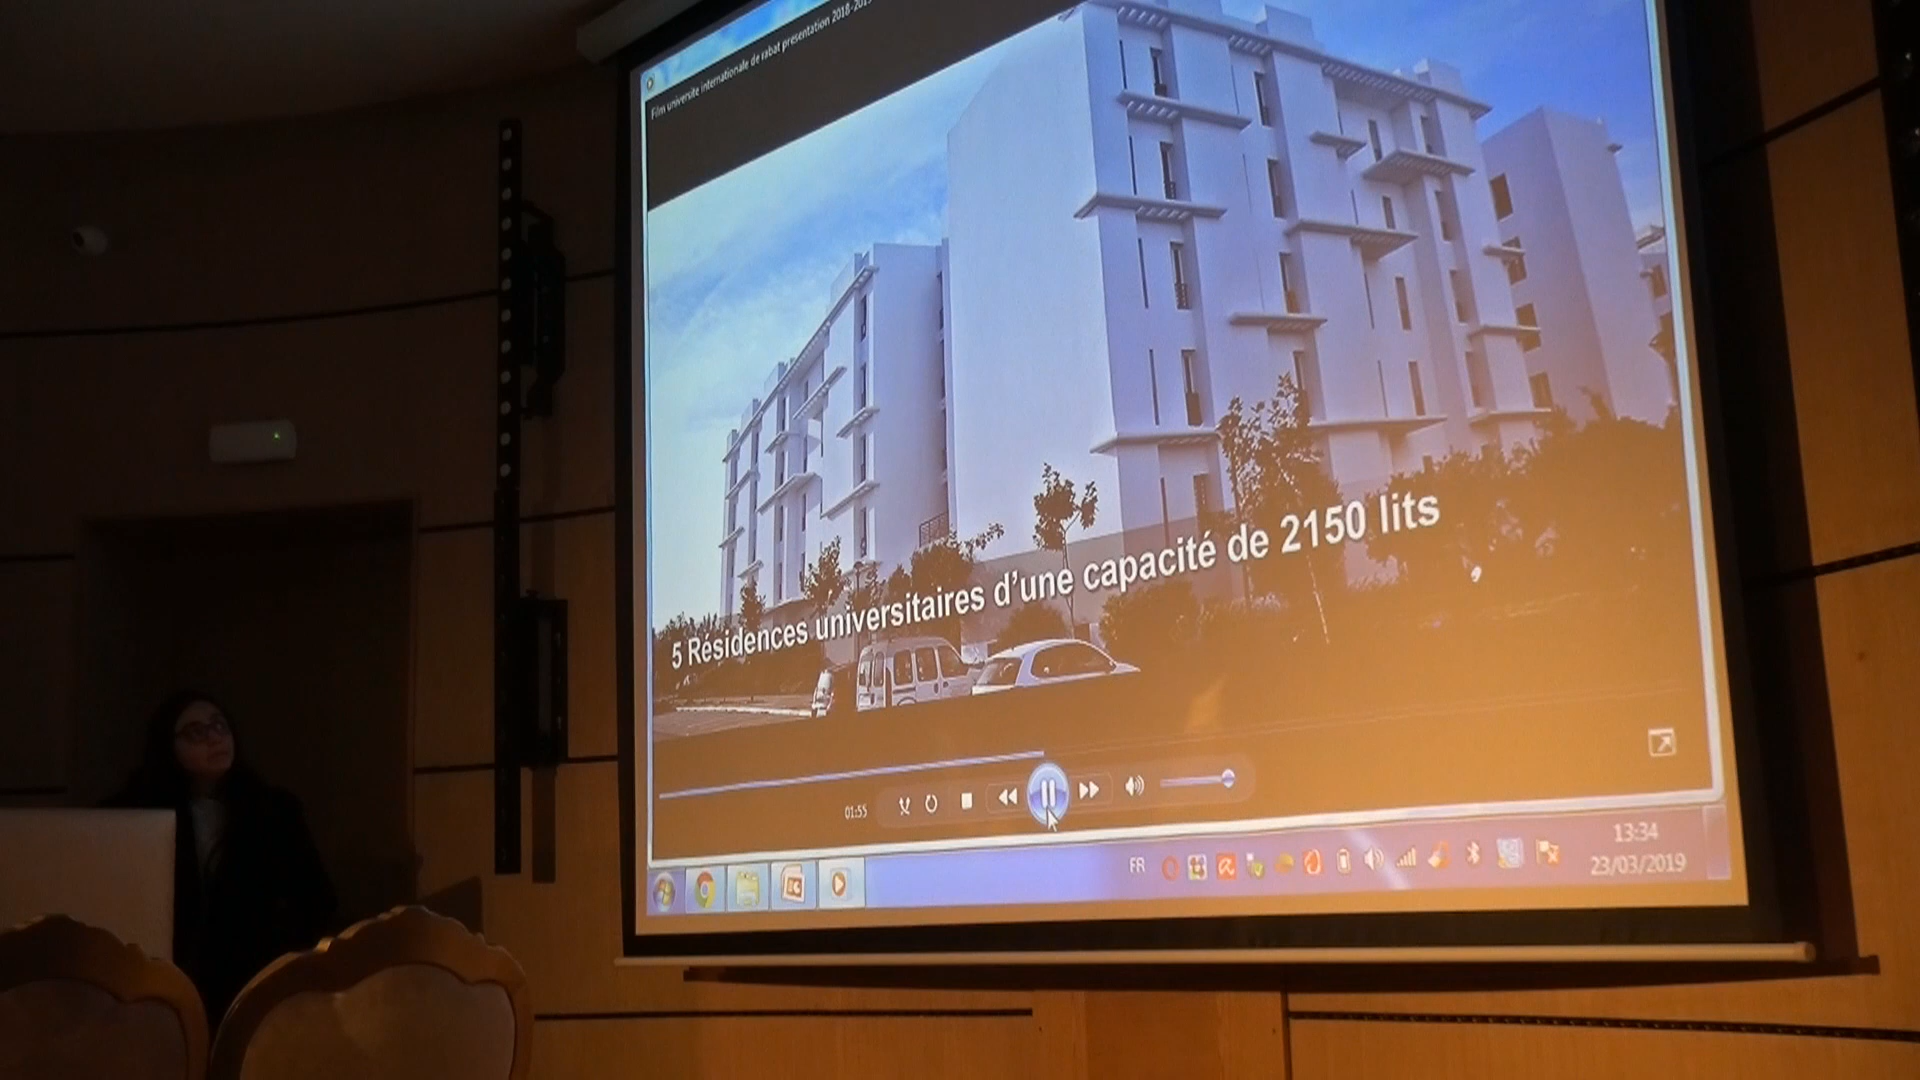 Film universite internationale de rabat presentation 2018-2019
5 Résidences universitaires d'une capacité de 2150 lits
01:55
FR
13:34
23/03/2019